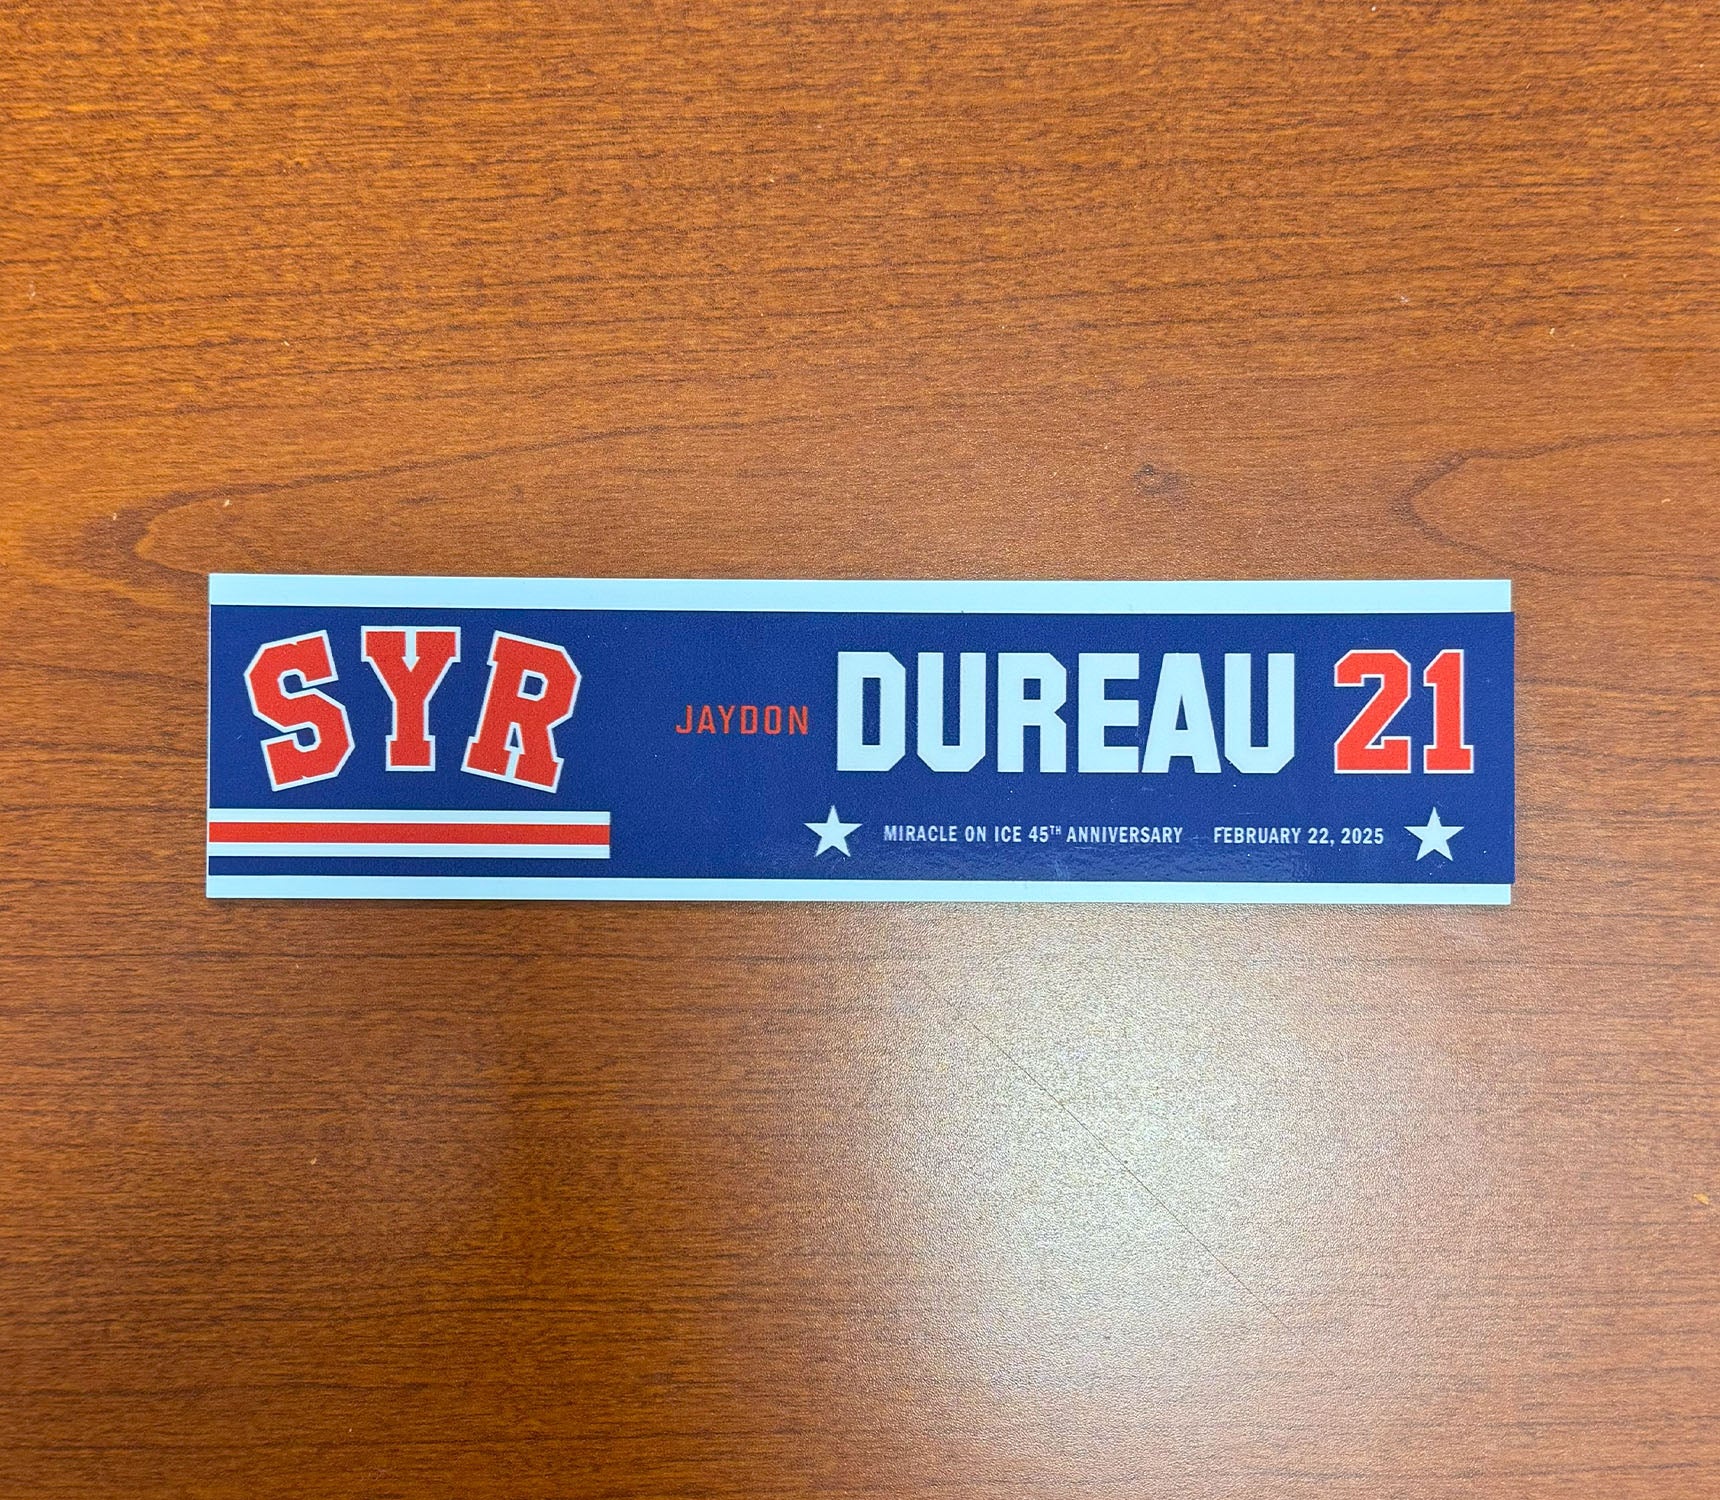 SYR
JAYDON DUREAU 21
MIRACLE ON ICE 45TH ANNIVERSARY FEBRUARY 22, 2025